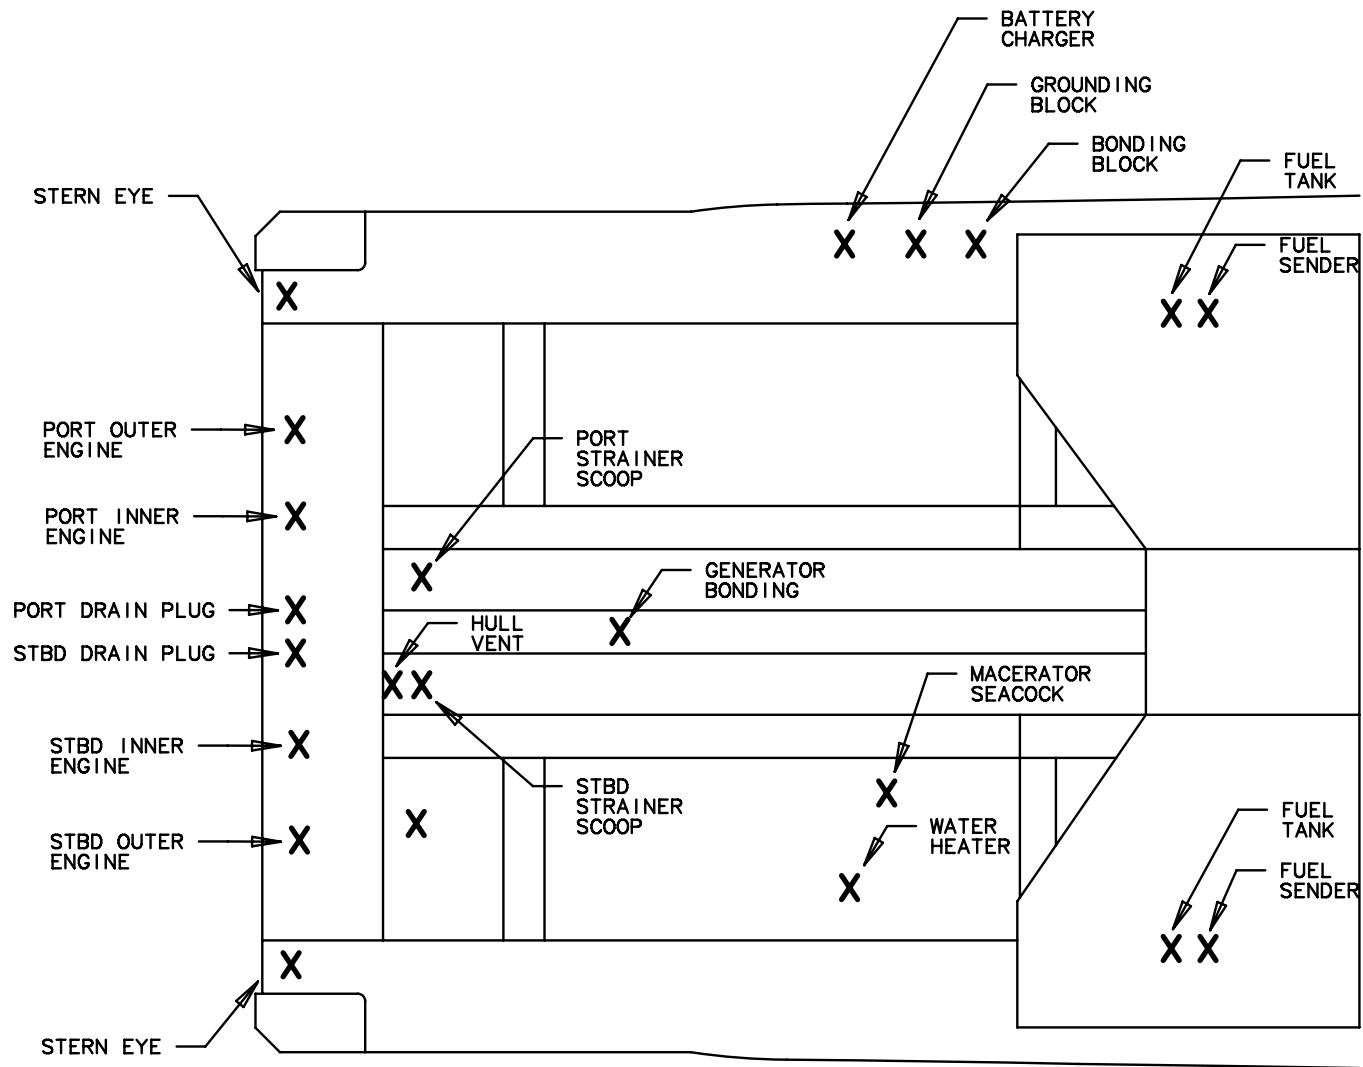 BATTERY
CHARGER
GROUNDING
BLOCK
BONDING
BLOCK
FUEL
TANK
STERN EYE
FUEL
SENDER
PORT OUTER
ENGINE
PORT
STRAINER
SCOOP
PORT INNER
ENGINE
GENERATOR
BONDING
PORT DRAIN PLUG
HULL
VENT
STBD DRAIN PLUG
MACERATOR
SEACOCK
STBD INNER
ENGINE
STBD
STRAINER
SCOOP
FUEL
TANK
WATER
HEATER
STBD OUTER
ENGINE
FUEL
SENDER
STERN EYE